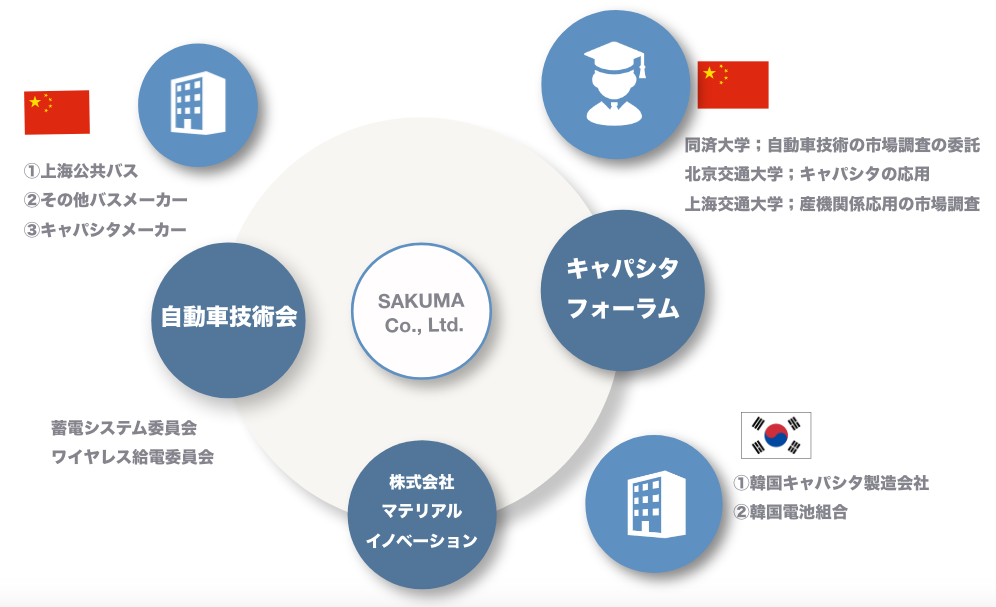 ①上海公共バス
②その他バスメーカー
③キャパシタメーカー
同済大学；自動車技術の市場調査の委託
北京交通大学；キャパシタの応用
上海交通大学；産機関係応用の市場調査
自動車技術会
SAKUMA
Co., Ltd.
キャパシタ
フォーラム
蓄電システム委員会
ワイヤレス給電委員会
株式会社
マテリアル
イノベーション
①韓国キャパシタ製造会社
②韓国電池組合